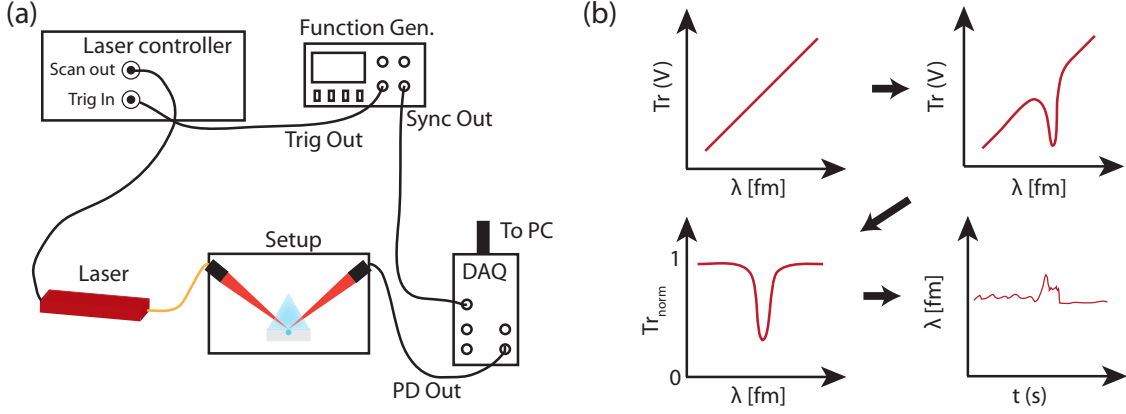 (a)
Laser controller
Scan out
Trig In
Function Gen.
Trig Out
Sync Out
To PC
Setup
DAQ
Laser
PD Out
(b)
Tr (V)
λ [fm]
Tr (V)
λ [fm]
1
Trnorm
0
λ [fm]
λ [fm]
t (s)